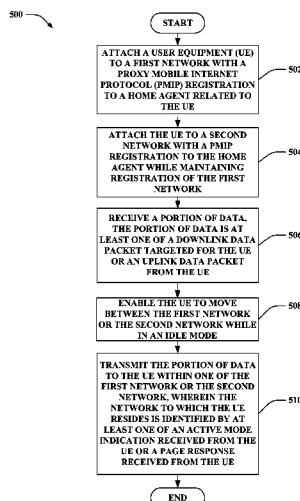 500
START
ATTACH A USER EQUIPMENT (UE)
TO A FIRST NETWORK WITH A
PROXY MOBILE INTERNET
PROTOCOL (PMIP) REGISTRATION
TO A HOME AGENT RELATED TO
THE UE
502
ATTACH THE UE TO A SECOND
NETWORK WITH A PMIP
REGISTRATION TO THE HOME
AGENT WHILE MAINTAINING
REGISTRATION OF THE FIRST
NETWORK
504
RECEIVE A PORTION OF DATA,
THE PORTION OF DATA IS AT
LEAST ONE OF A DOWNLINK DATA
PACKET TARGETED FOR THE UE
OR AN UPLINK DATA PACKET
FROM THE UE
506
ENABLE THE UE TO MOVE
BETWEEN THE FIRST NETWORK
OR THE SECOND NETWORK WHILE
IN AN IDLE MODE
508
TRANSMIT THE PORTION OF DATA
TO THE UE WITHIN ONE OF THE
FIRST NETWORK OR THE SECOND
NETWORK, WHEREIN THE
NETWORK TO WHICH THE UE
RESIDES IS IDENTIFIED BY AT
LEAST ONE OF AN ACTIVE MODE
INDICATION RECEIVED FROM THE
UE OR A PAGE RESPONSE
RECEIVED FROM THE UE
510
END